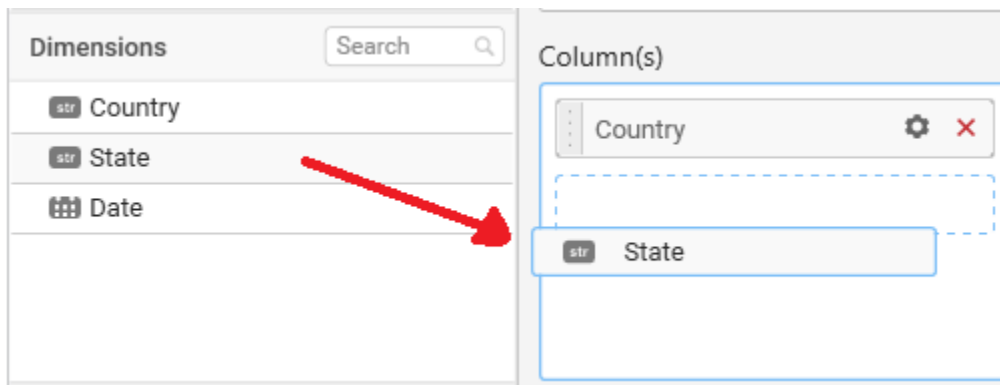 Dimensions
Search
str Country
str State
Date
Column(s)
Country
str State